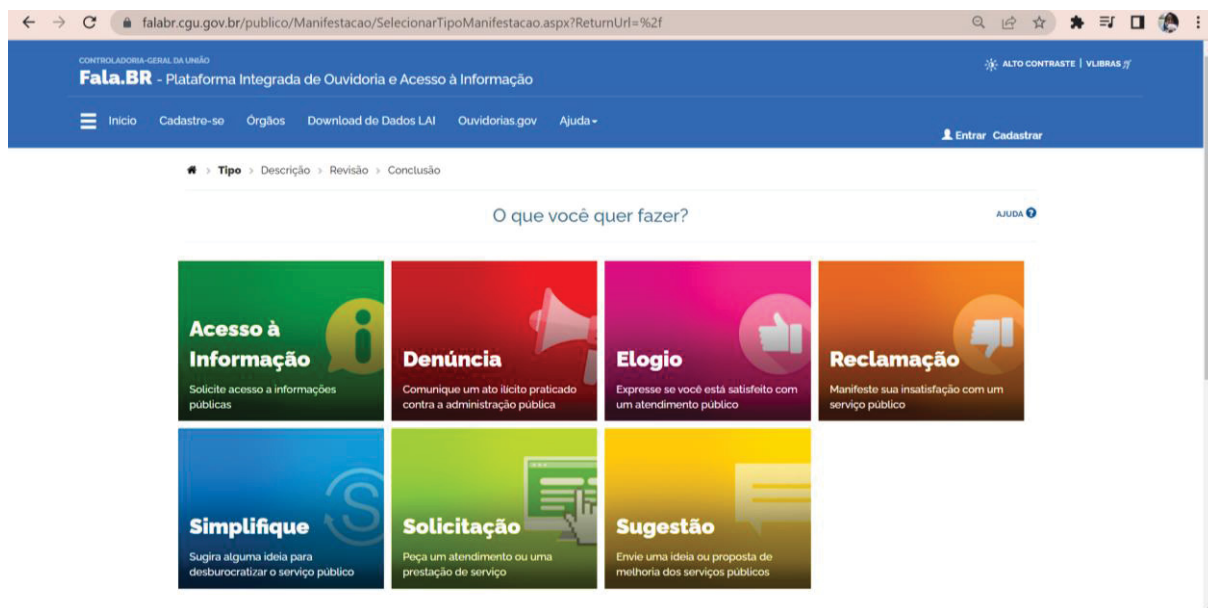 falabr.cgu.gov.br/publico/Manifestacao/SelecionarTipoManifestacao.aspx?ReturnUrl=%2f
CONTROLADORIA-GERAL DA UNIÃO
Fala.BR - Plataforma Integrada de Ouvidoria e Acesso à Informação
ALTO CONTRASTE | VLIBRAS
Inicio Cadastre-se Órgãos Download de Dados LAI Ouvidorias.gov Ajuda
Entrar Cadastrar
> Tipo > Descrição > Revisão > Conclusão
O que você quer fazer?
AJUDA ?
Acesso à
Informação
Solicite acesso a informações
públicas
Denúncia
Comunique um ato ilícito praticado
contra a administração pública
Elogio
Expresse se você está satisfeito com
um atendimento público
Reclamação
Manifeste sua insatisfação com um
serviço público
Simplifique
Sugira alguma ideia para
desburocratizar o serviço público
Solicitação
Peça um atendimento ou uma
prestação de serviço
Sugestão
Envie uma ideia ou proposta de
melhoria dos serviços públicos